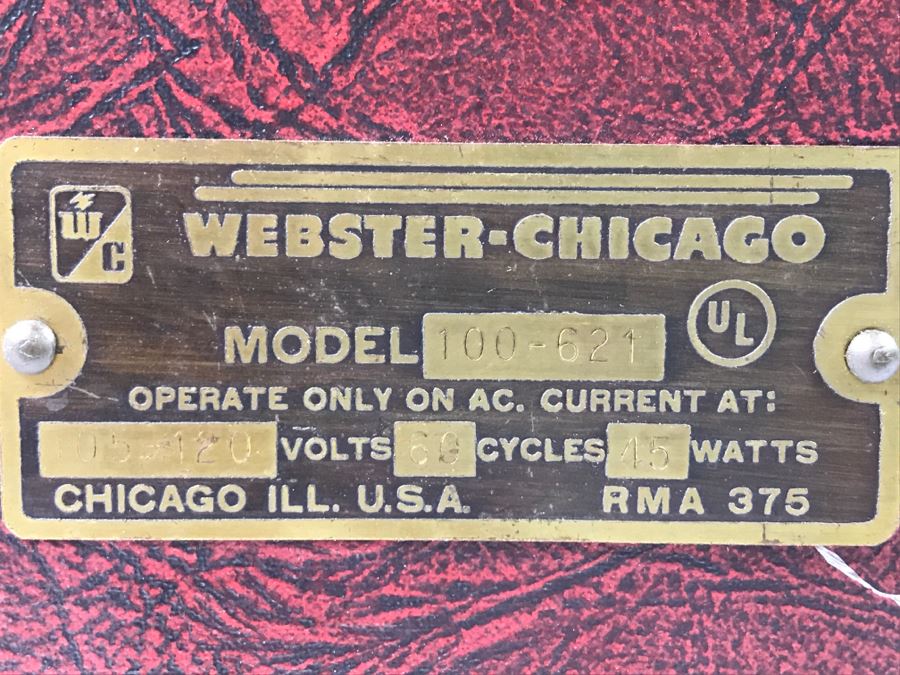 W C
WEBSTER-CHICAGO
MODEL 100-621
UL
OPERATE ONLY ON AC. CURRENT AT:
105-120 VOLTS 60 CYCLES 45 WATTS
CHICAGO ILL. U.S.A. RMA 375